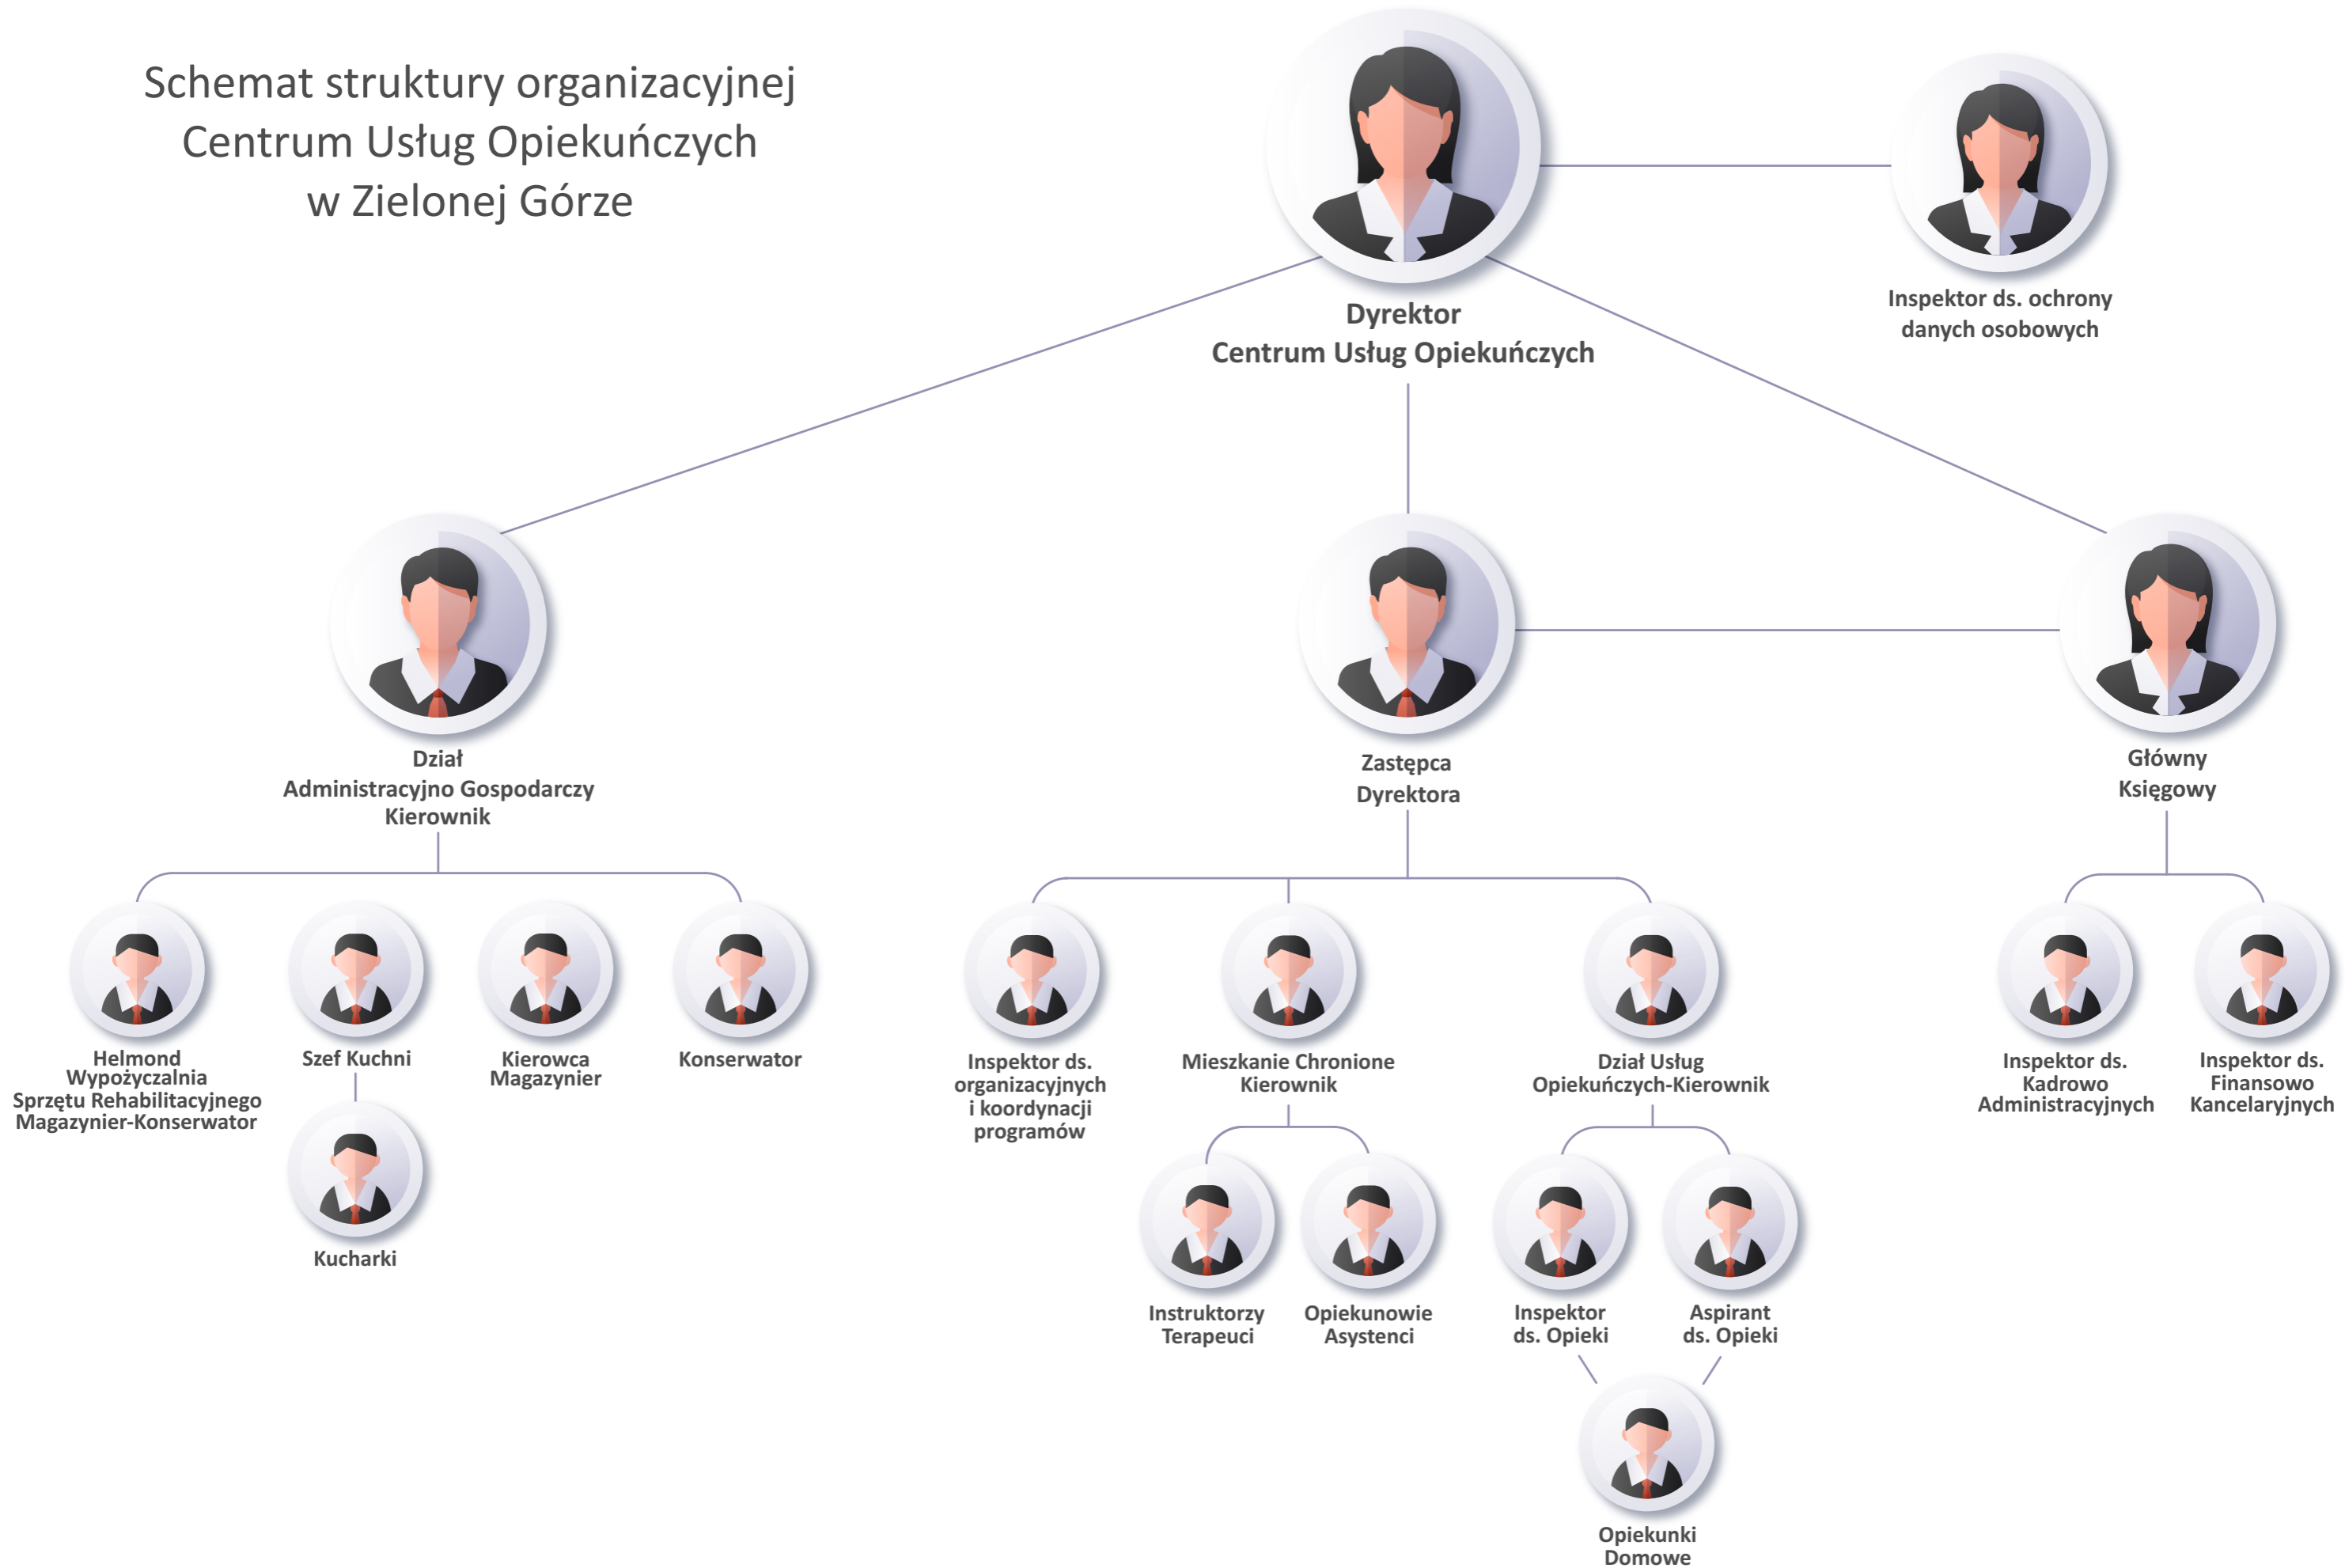 Schemat struktury organizacyjnej
Centrum Usług Opiekuńczych
w Zielonej Górze
Dyrektor
Centrum Usług Opiekuńczych
Inspektor ds. ochrony
danych osobowych
Dział
Administracyjno Gospodarczy
Kierownik
Zastępca
Dyrektora
Główny
Księgowy
Helmond
Wypożyczalnia
Sprzętu Rehabilitacyjnego
Magazynier-Konserwator
Szef Kuchni
Kierowca
Magazynier
Konserwator
Inspektor ds.
organizacyjnych
i koordynacji
programów
Mieszkanie Chronione
Kierownik
Dział Usług
Opiekuńczych-Kierownik
Inspektor ds.
Kadrowo
Administracyjnych
Inspektor ds.
Finansowo
Kancelaryjnych
Kucharki
Instruktorzy
Terapeuci
Opiekunowie
Asystenci
Inspektor
ds. Opieki
Aspirant
ds. Opieki
Opiekunki
Domowe